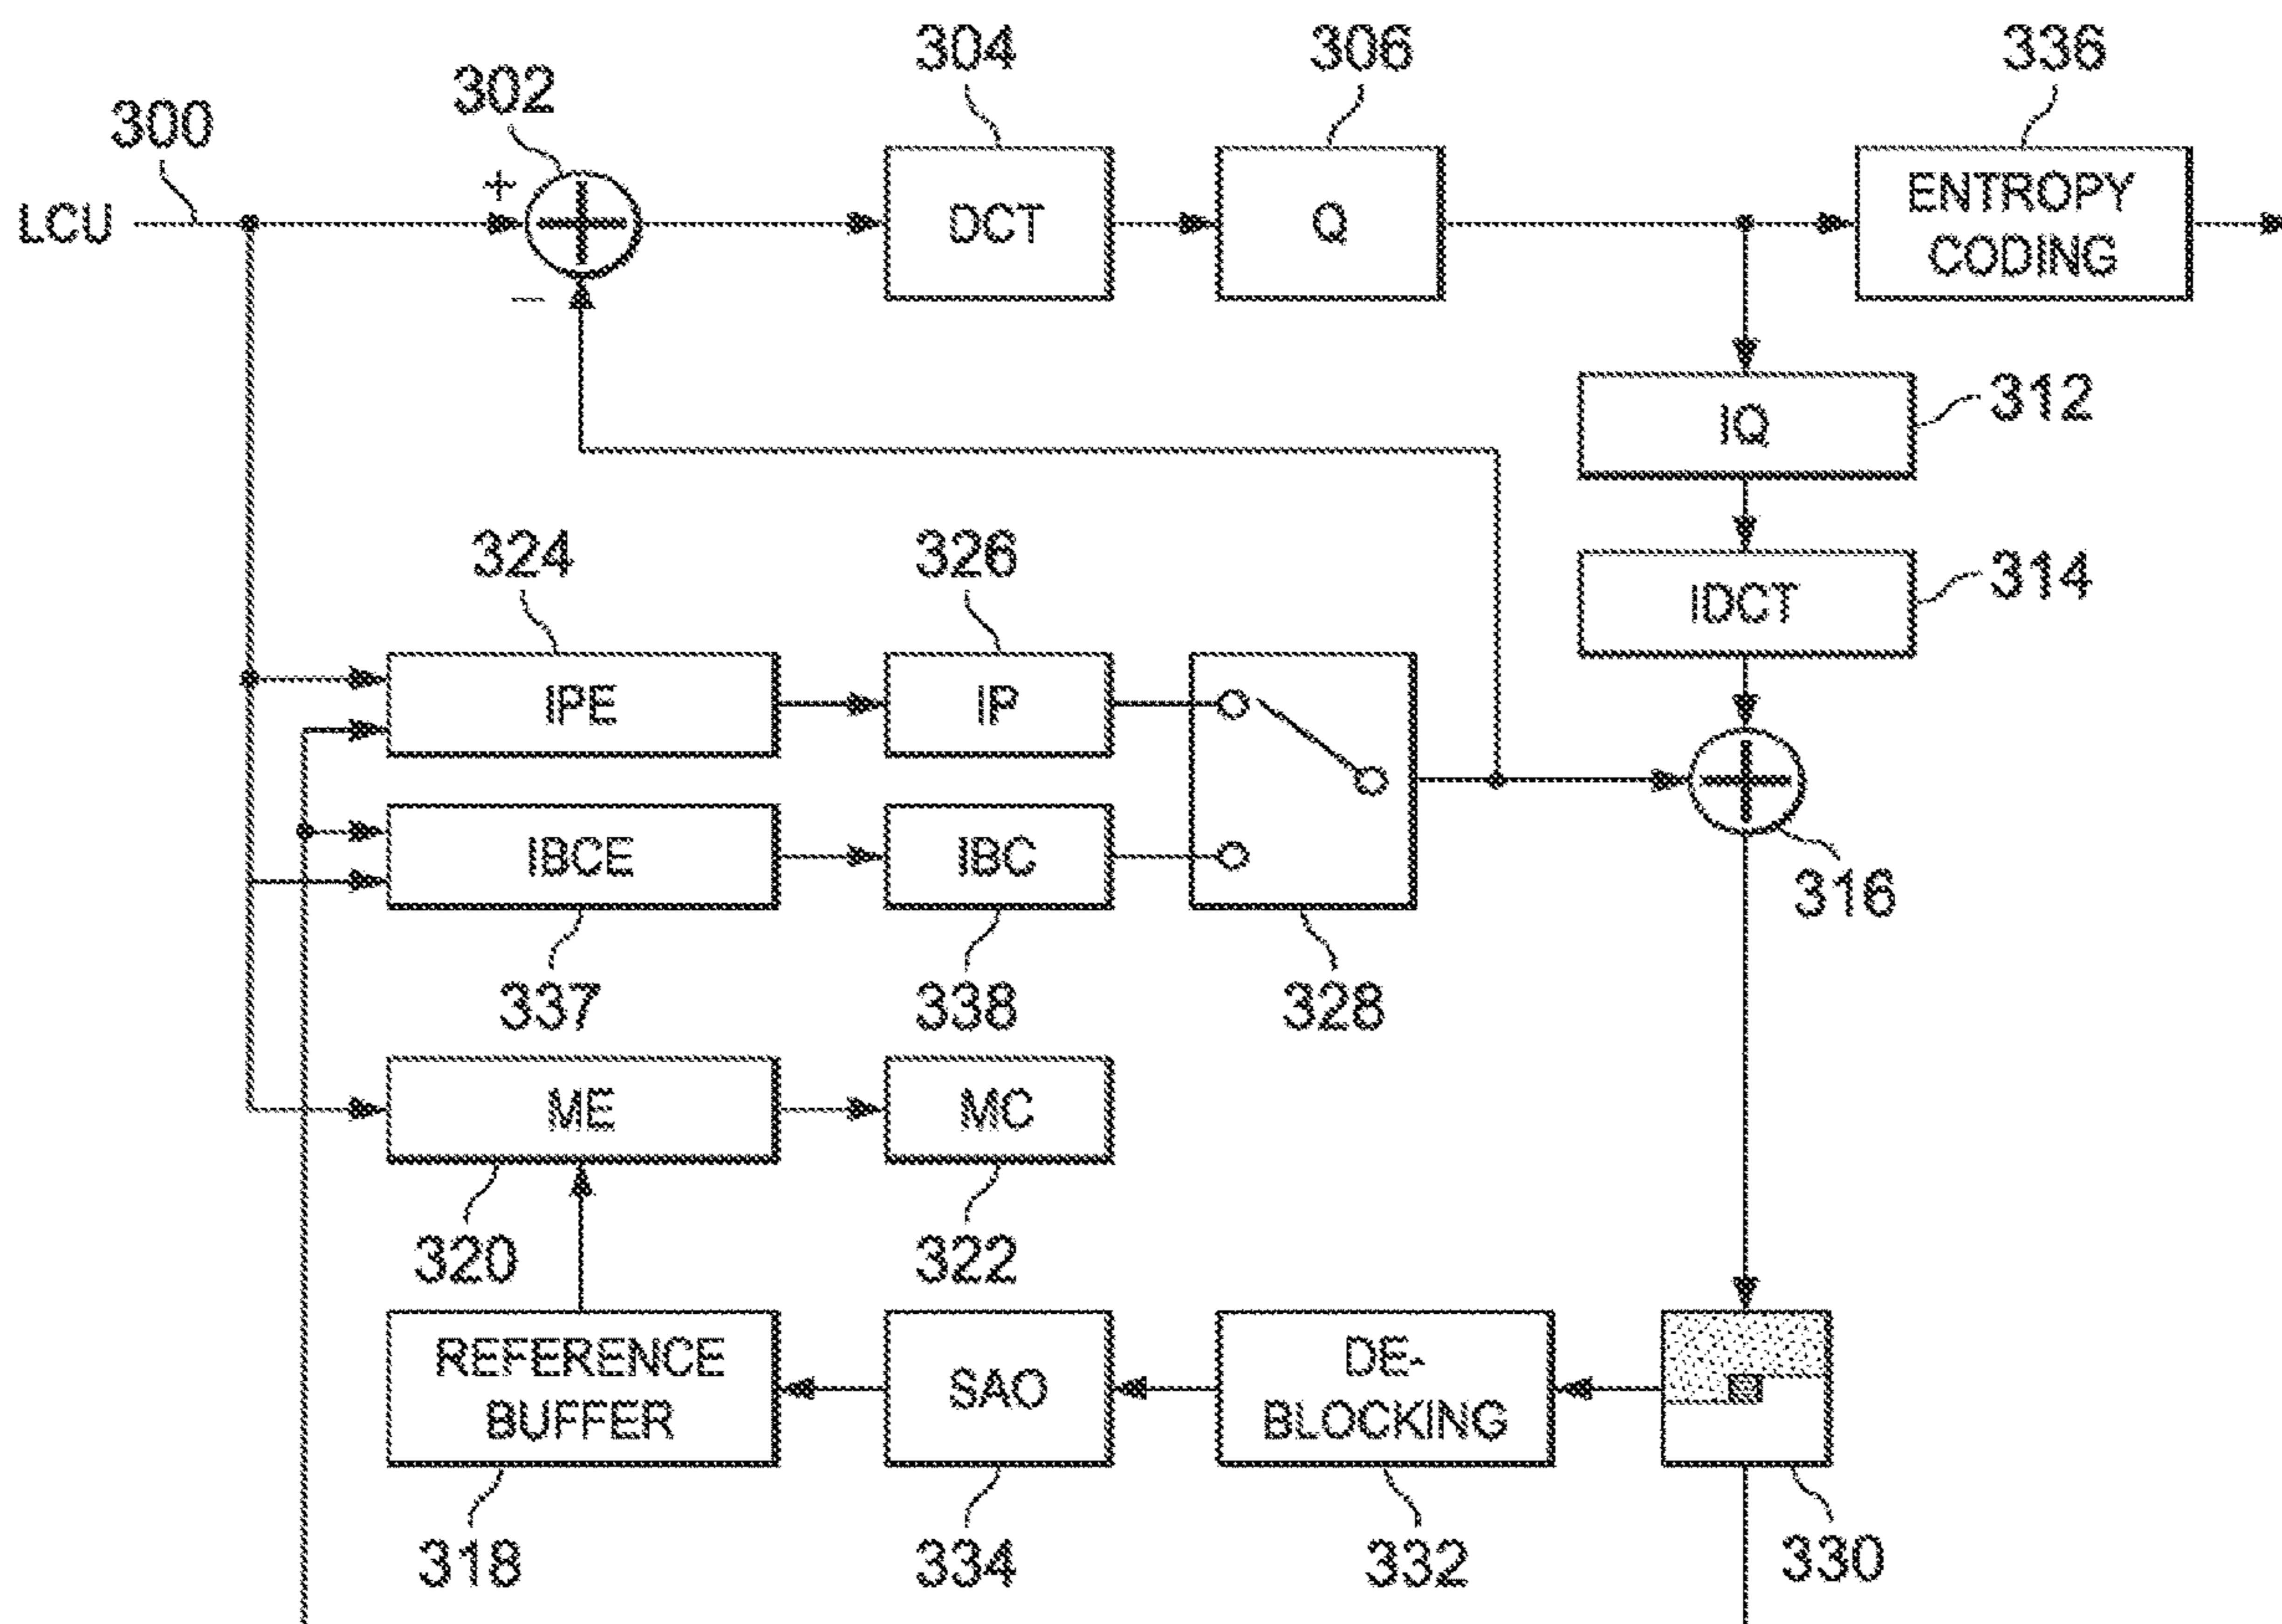 304
306
336
302
300
LCU
+
DCT
Q
ENTROPY
CODING
−
IQ
312
324
326
IDCT
314
IPE
IP
IBCE
IBC
316
337
338
328
ME
MC
320
322
REFERENCE
BUFFER
SAO
DE-
BLOCKING
318
334
332
330